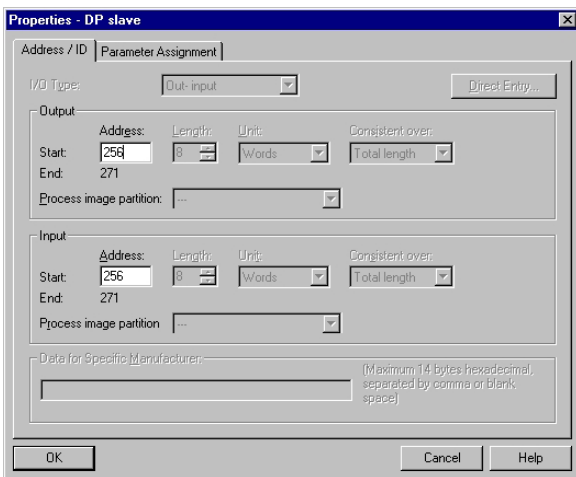 Properties - DP slave
Address / ID Parameter Assignment
I/O Type: Out- input Direct Entry...
Output
Address: Length: Unit: Consistent over:
Start: 256 8 Words Total length
End: 271
Process image partition: ---
Input
Address: Length: Unit: Consistent over:
Start: 256 8 Words Total length
End: 271
Process image partition ---
Data for Specific Manufacturer:
(Maximum 14 bytes hexadecimal,
separated by comma or blank
space)
OK Cancel Help